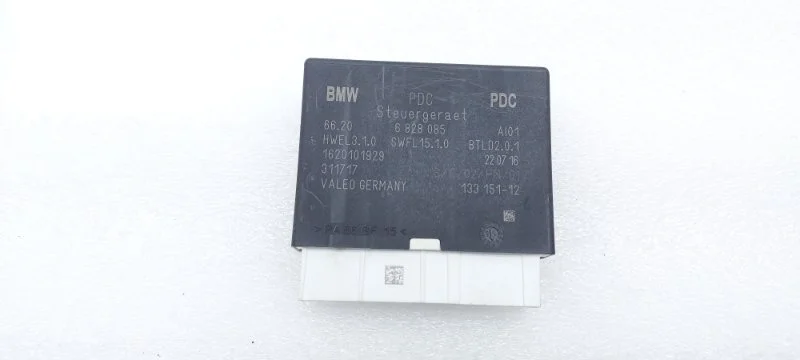 BMW PDC PDC
Steuergeraet
66.20 6 828 085 AI01
HWEL3.1.0 SWFL15.1.0 BTLD2.0.1
1620101929 22.07.16
311717
VALEO GERMANY 133 151-12